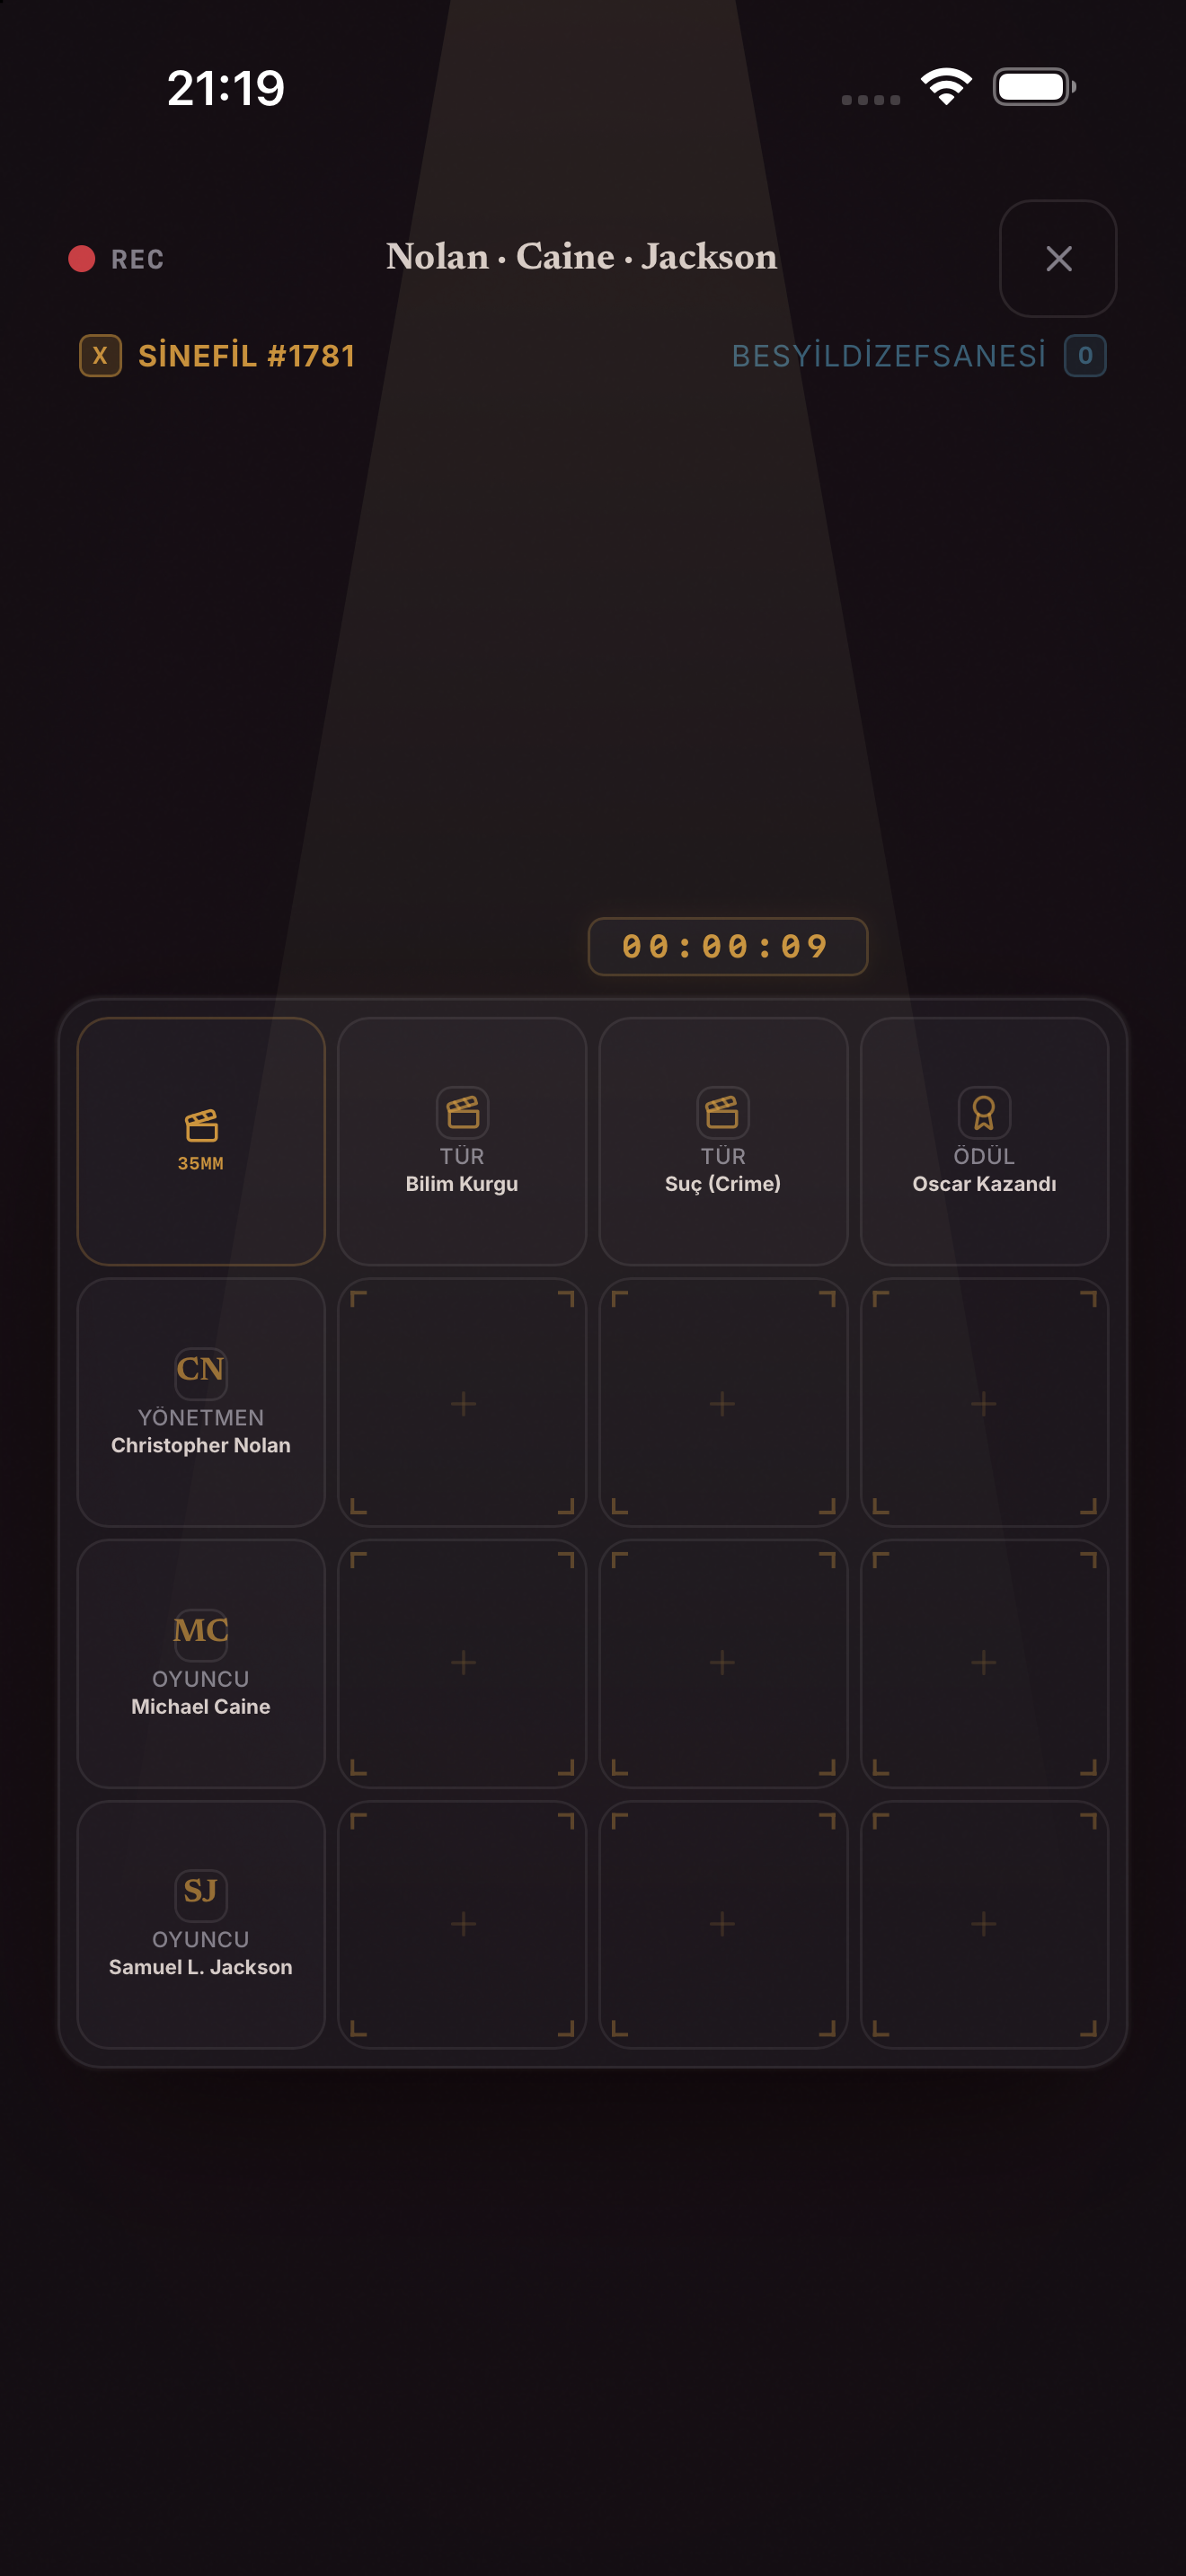 21:19
REC
Nolan · Caine · Jackson
X SİNEFİL #1781
BESYİLDİZEFSANESİ O
00:00:09
35MM
TÜR
Bilim Kurgu
TÜR
Suç (Crime)
ÖDÜL
Oscar Kazandı
CN
YÖNETMEN
Christopher Nolan
MC
OYUNCU
Michael Caine
SJ
OYUNCU
Samuel L. Jackson